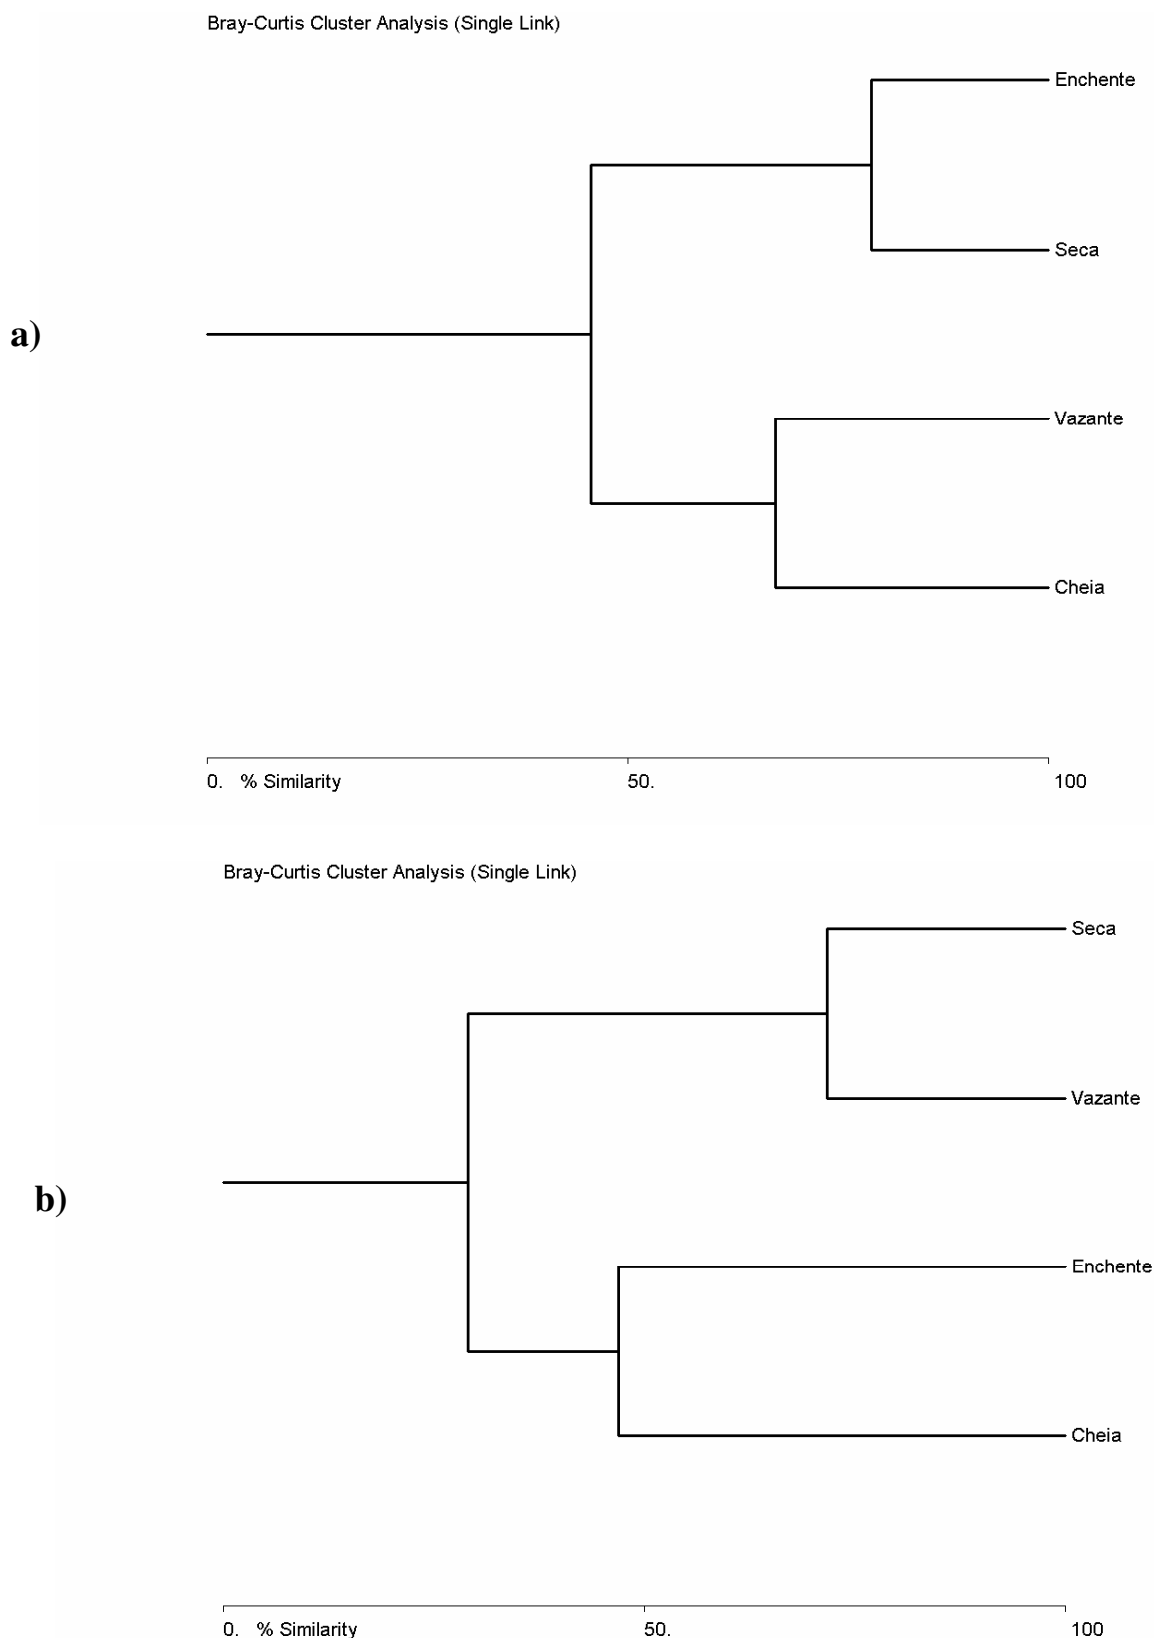 Bray-Curtis Cluster Analysis (Single Link)
Enchente
Seca
a)
Vazante
Cheia
0. % Similarity 50. 100
Bray-Curtis Cluster Analysis (Single Link)
Seca
Vazante
b)
Enchente
Cheia
0. % Similarity 50. 100